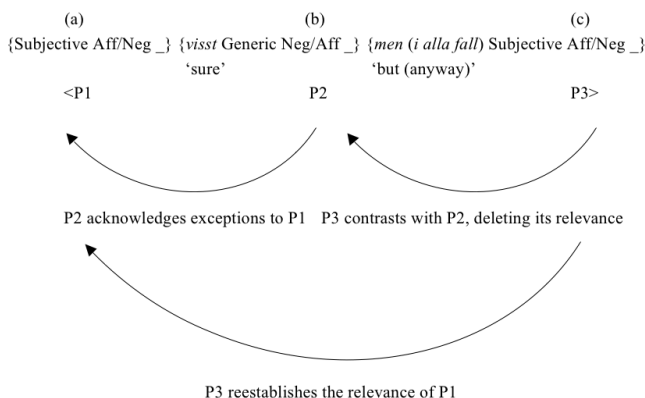 (a) (b) (c)
{Subjective Aff/Neg _} {visst Generic Neg/Aff _} {men (i alla fall) Subjective Aff/Neg _}
‘sure’ ‘but (anyway)’
<P1 P2 P3>
P2 acknowledges exceptions to P1 P3 contrasts with P2, deleting its relevance
P3 reestablishes the relevance of P1